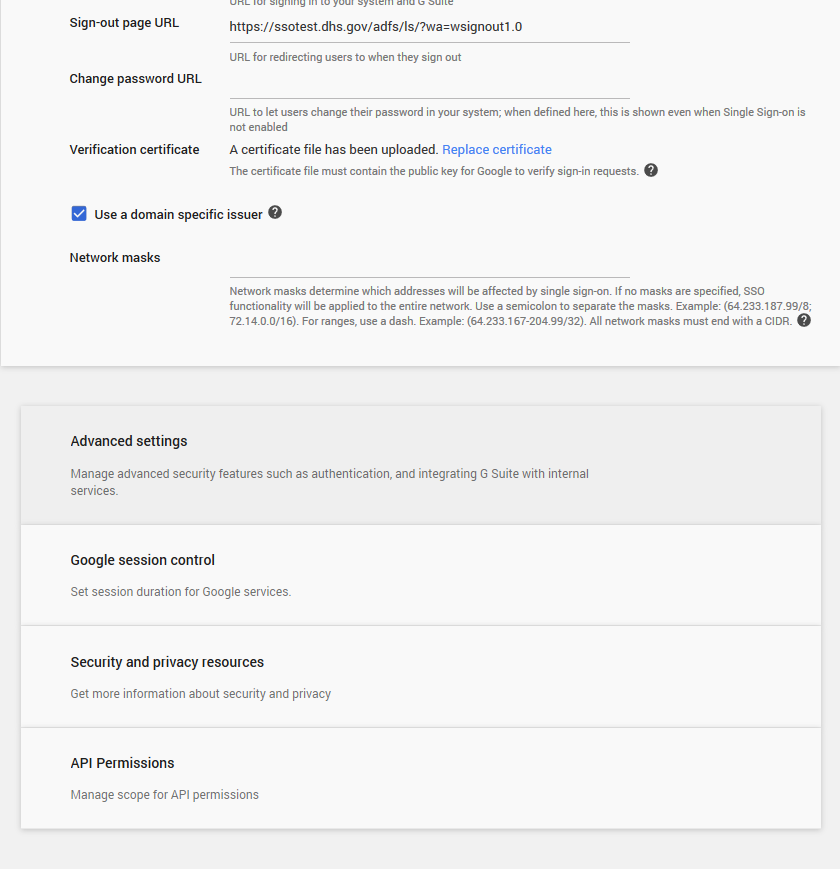 URL for signing in to your system and G Suite
Sign-out page URL
https://ssotest.dhs.gov/adfs/ls/?wa=wsignout1.0
URL for redirecting users to when they sign out
Change password URL
URL to let users change their password in your system; when defined here, this is shown even when Single Sign-on is
not enabled
Verification certificate
A certificate file has been uploaded. Replace certificate
The certificate file must contain the public key for Google to verify sign-in requests. ?
Use a domain specific issuer ?
Network masks
Network masks determine which addresses will be affected by single sign-on. If no masks are specified, SSO
functionality will be applied to the entire network. Use a semicolon to separate the masks. Example: (64.233.187.99/8;
72.14.0.0/16). For ranges, use a dash. Example: (64.233.167-204.99/32). All network masks must end with a CIDR. ?
Advanced settings
Manage advanced security features such as authentication, and integrating G Suite with internal
services.
Google session control
Set session duration for Google services.
Security and privacy resources
Get more information about security and privacy
API Permissions
Manage scope for API permissions